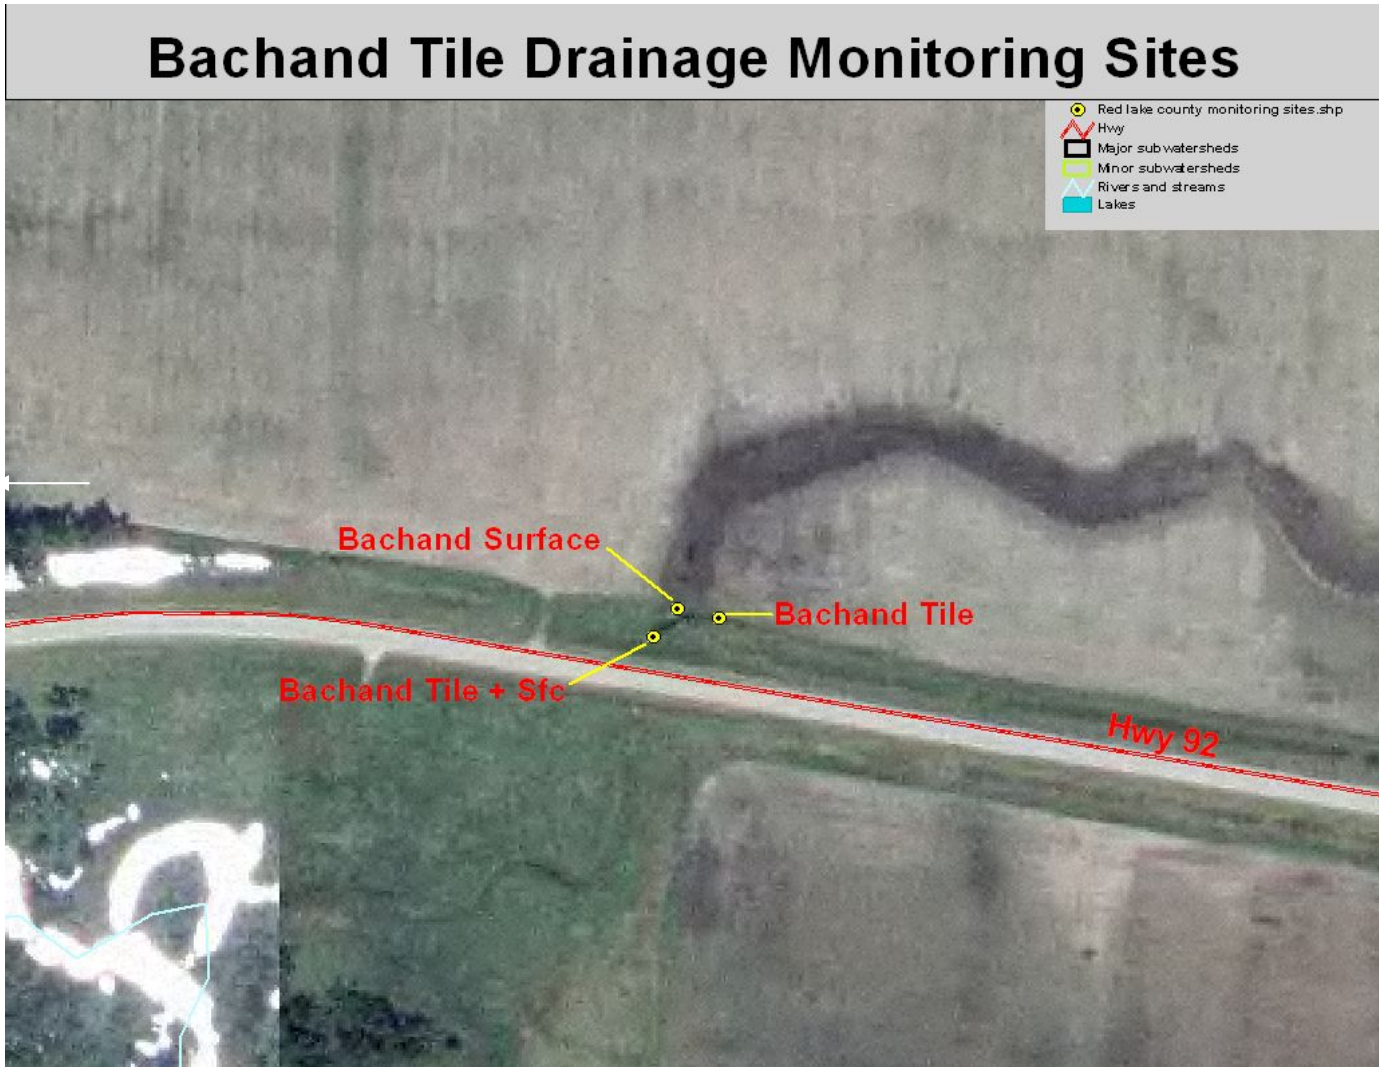 Bachand Tile Drainage Monitoring Sites
Red lake county monitoring sites.shp
Hwy
Major subwatersheds
Minor subwatersheds
Rivers and streams
Lakes
Bachand Surface
Bachand Tile
Bachand Tile + Sfc
Hwy 92